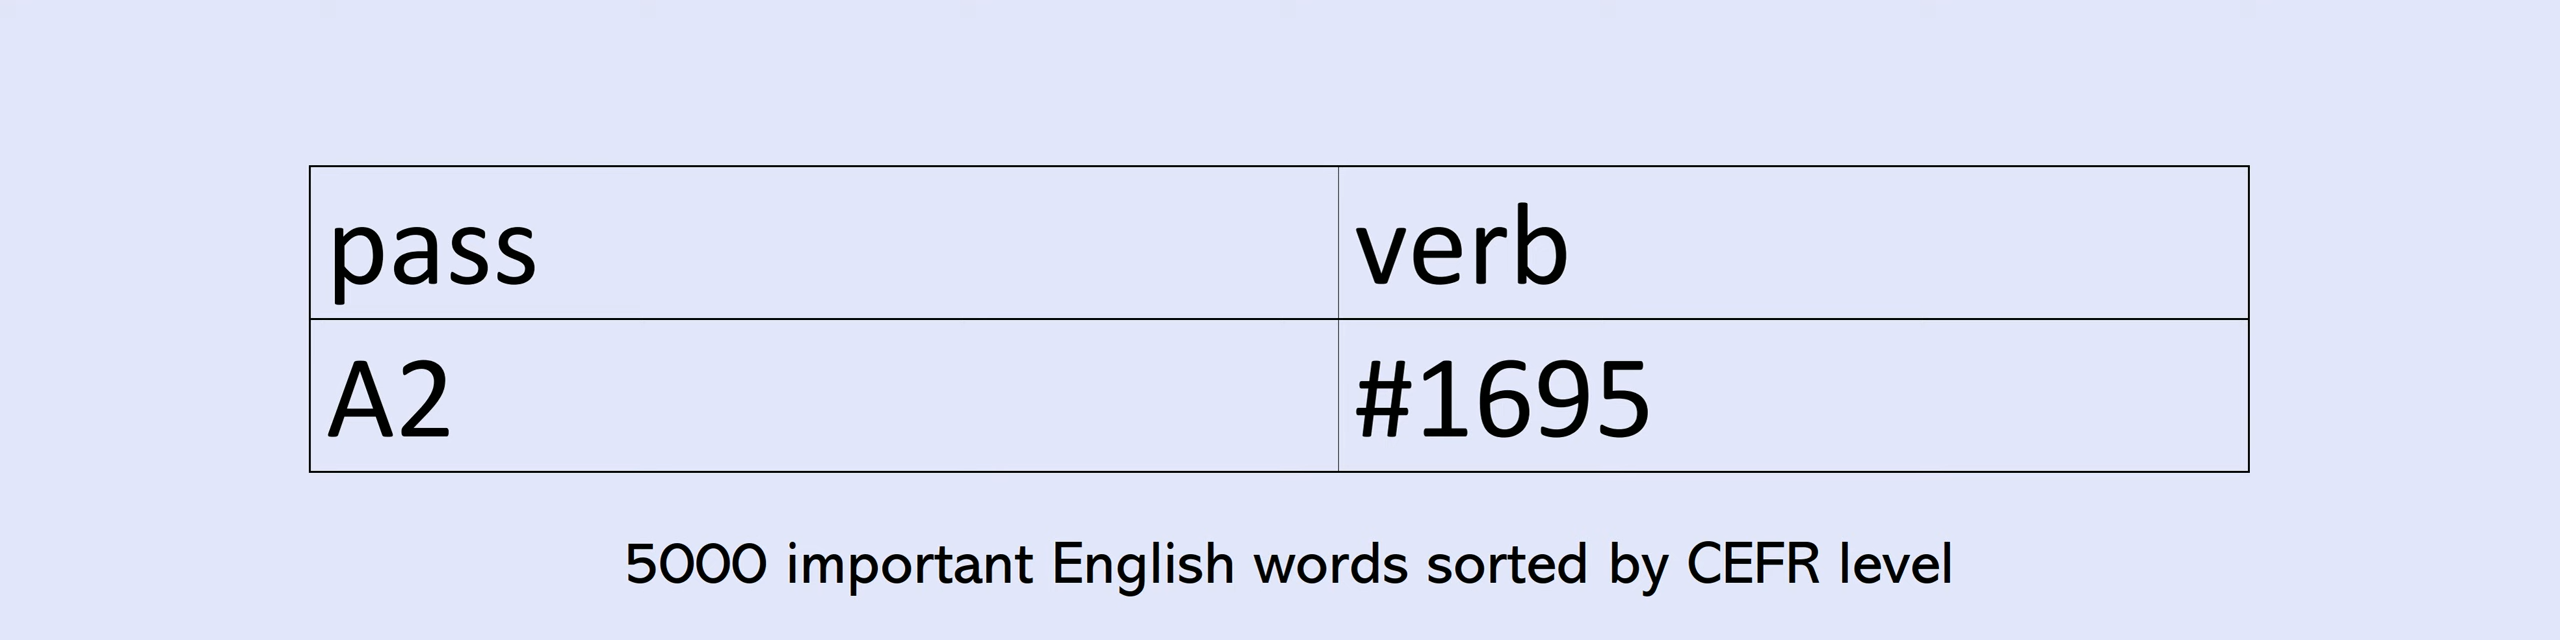 pass verb
A2 #1695
5000 important English words sorted by CEFR level